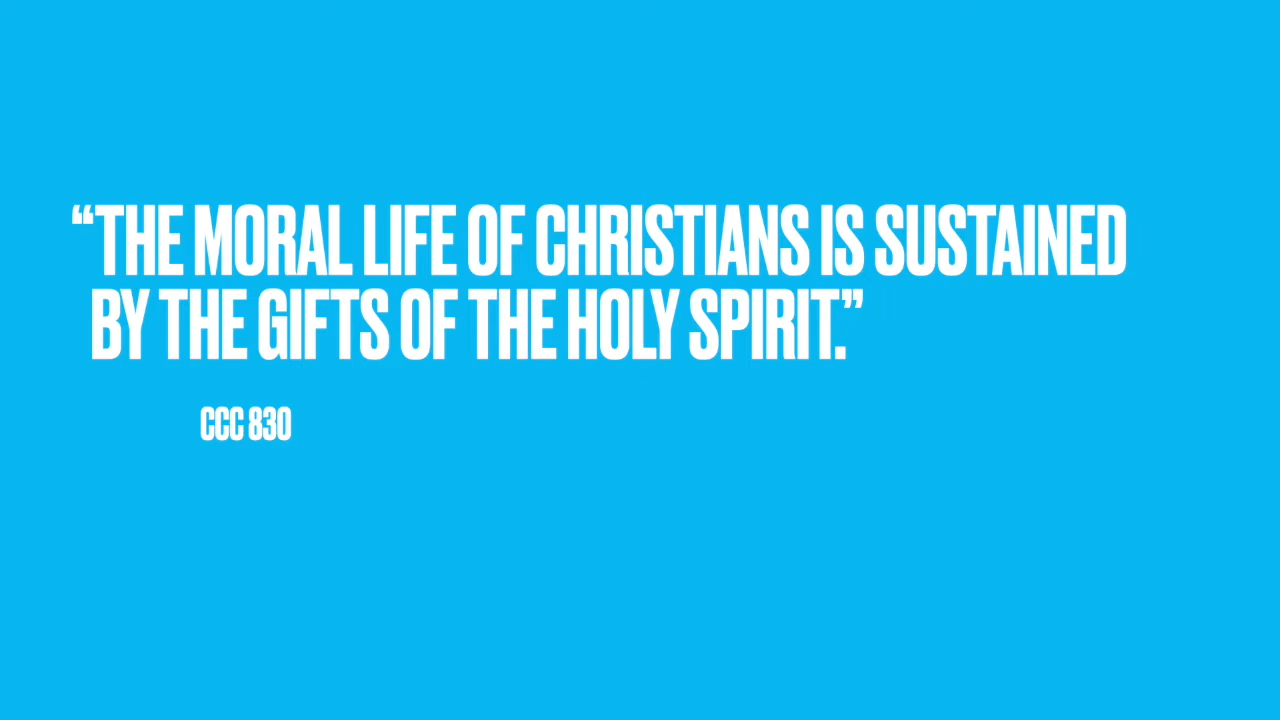 “THE MORAL LIFE OF CHRISTIANS IS SUSTAINED
BY THE GIFTS OF THE HOLY SPIRIT.”
CCC 830